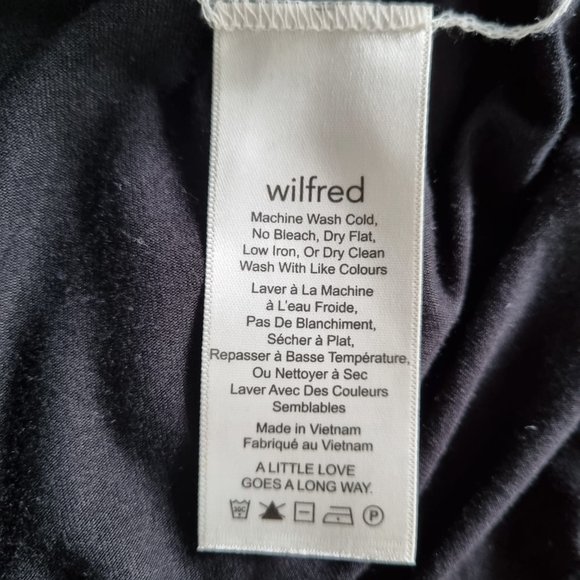 wilfred
Machine Wash Cold,
No Bleach, Dry Flat,
Low Iron, Or Dry Clean
Wash With Like Colours
Laver à La Machine
à L'eau Froide,
Pas De Blanchiment,
Sécher à Plat,
Repasser à Basse Température,
Ou Nettoyer à Sec
Laver Avec Des Couleurs
Semblables
Made in Vietnam
Fabriqué au Vietnam
A LITTLE LOVE
GOES A LONG WAY.
30C P